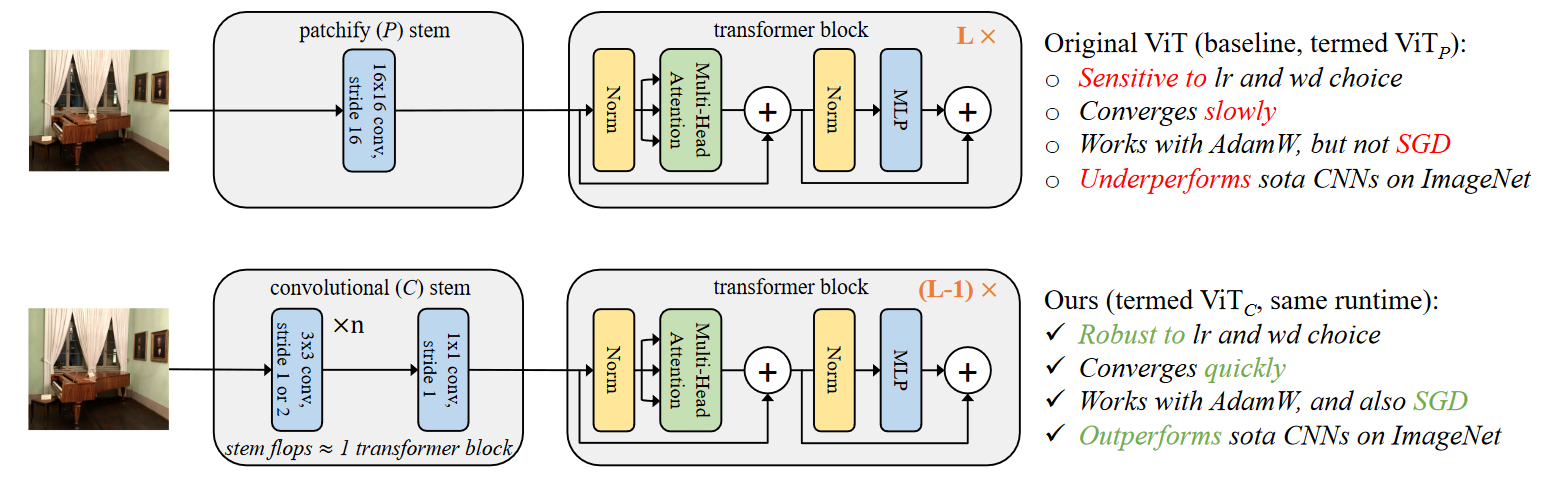 patchify (P) stem
16x16 conv,
stride 16
transformer block
L ×
Norm
Multi-Head
Attention
+
Norm
MLP
+
Original ViT (baseline, termed ViT_P):
○ Sensitive to lr and wd choice
○ Converges slowly
○ Works with AdamW, but not SGD
○ Underperforms sota CNNs on ImageNet
convolutional (C) stem
3x3 conv,
stride 1 or 2
×n
1x1 conv,
stride 1
stem flops ≈ 1 transformer block
transformer block
(L-1) ×
Norm
Multi-Head
Attention
+
Norm
MLP
+
Ours (termed ViT_C, same runtime):
✓ Robust to lr and wd choice
✓ Converges quickly
✓ Works with AdamW, and also SGD
✓ Outperforms sota CNNs on ImageNet